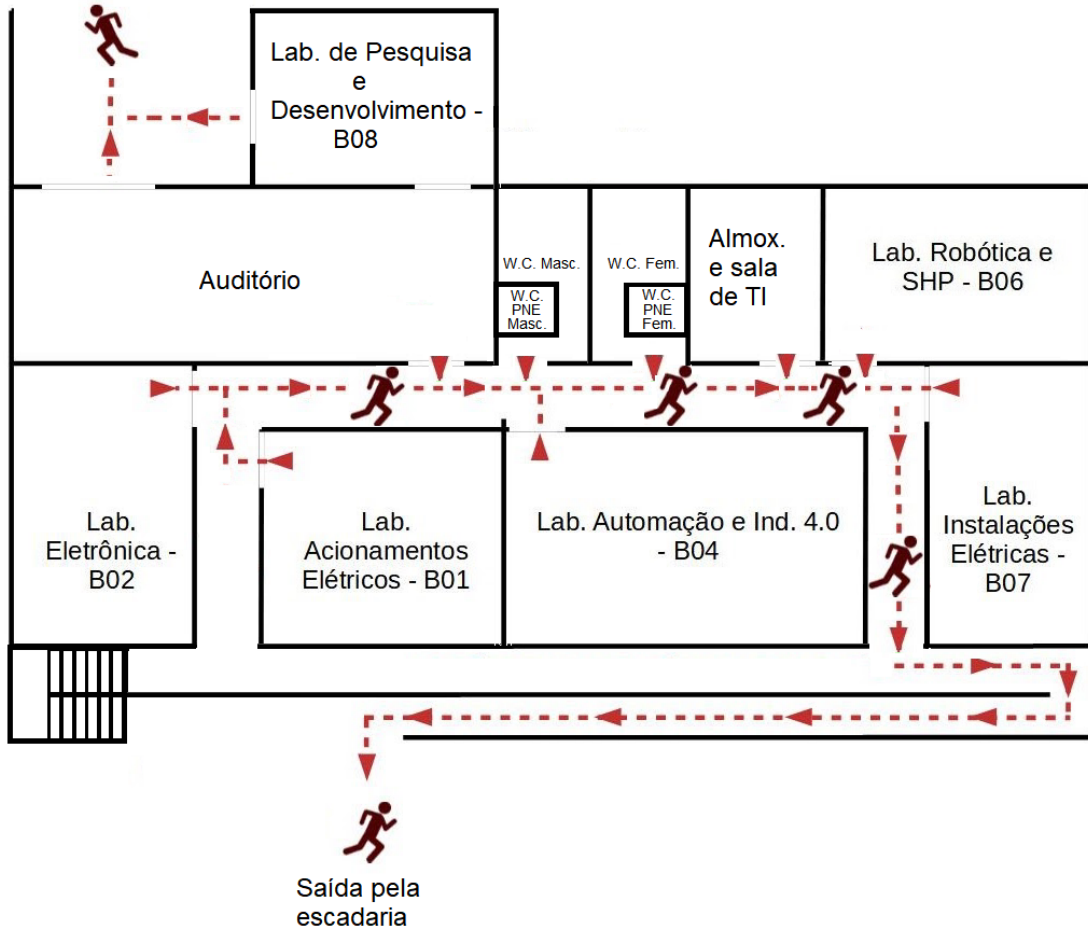 Lab. de Pesquisa
e
Desenvolvimento -
B08
Auditório
W.C. Masc.
W.C.
PNE
Masc.
W.C. Fem.
W.C.
PNE
Fem.
Almox.
e sala
de TI
Lab. Robótica e
SHP - B06
Lab.
Eletrônica -
B02
Lab.
Acionamentos
Elétricos - B01
Lab. Automação e Ind. 4.0
- B04
Lab.
Instalações
Elétricas -
B07
Saída pela
escadaria